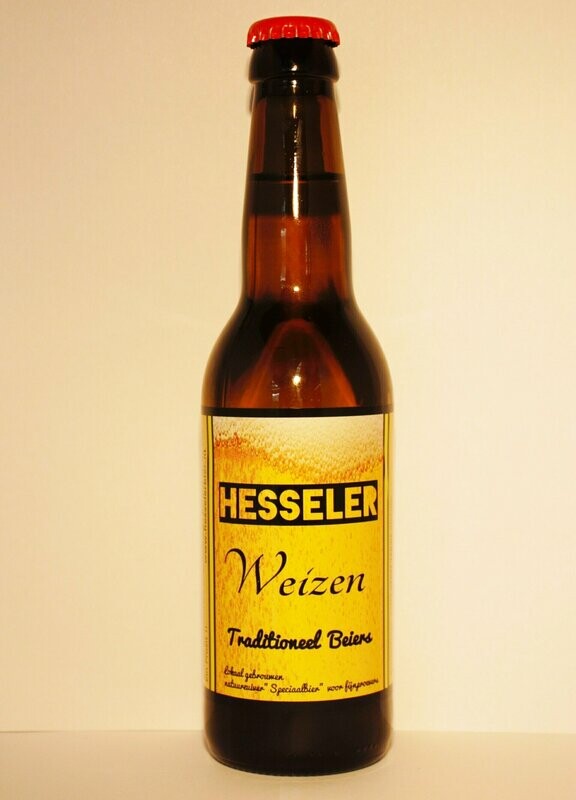 HESSELER
Weizen
Traditioneel Beiers
Lokaal gebrouwen
natuurzuiver "Speciaalbier" voor fijnproevers